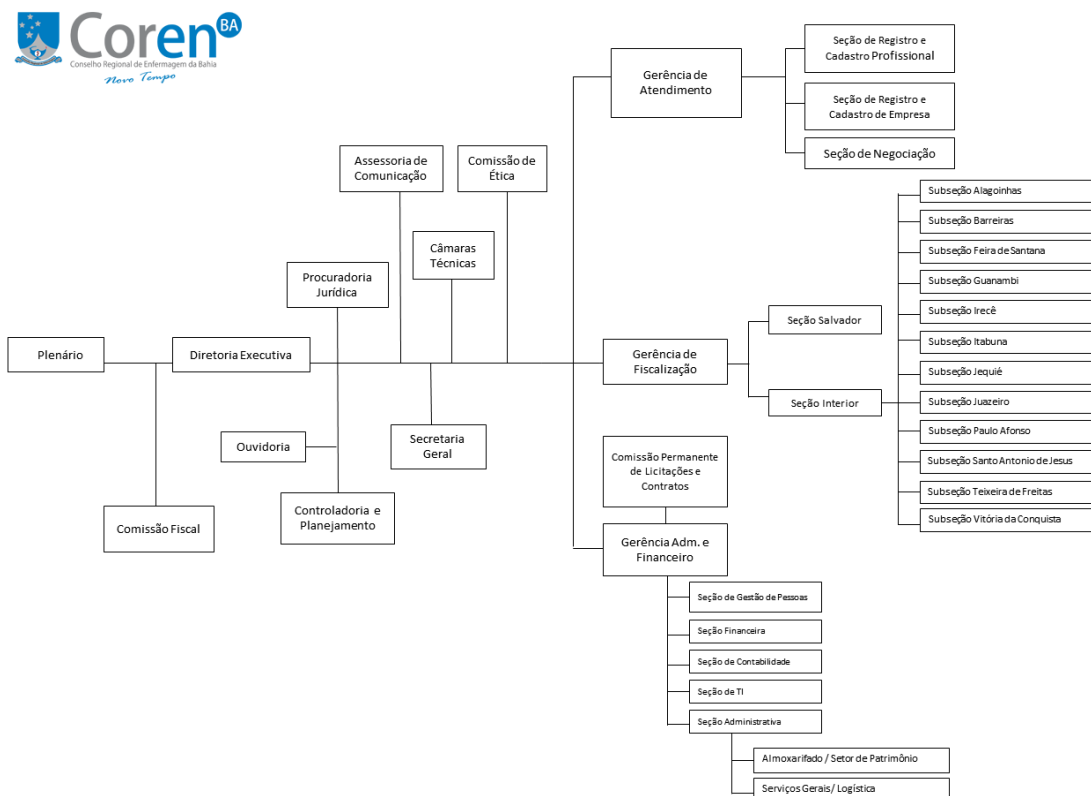 Coren BA
Conselho Regional de Enfermagem da Bahia
Novo Tempo
Plenário
Comissão Fiscal
Diretoria Executiva
Procuradoria
Jurídica
Ouvidoria
Controladoria e
Planejamento
Assessoria de
Comunicação
Câmaras
Técnicas
Comissão de
Ética
Secretaria
Geral
Gerência de
Atendimento
Seção de Registro e
Cadastro Profissional
Seção de Registro e
Cadastro de Empresa
Seção de Negociação
Gerência de
Fiscalização
Seção Salvador
Seção Interior
Subseção Alagoinhas
Subseção Barreiras
Subseção Feira de Santana
Subseção Guanambi
Subseção Irecê
Subseção Itabuna
Subseção Jequié
Subseção Juazeiro
Subseção Paulo Afonso
Subseção Santo Antonio de Jesus
Subseção Teixeira de Freitas
Subseção Vitória da Conquista
Comissão Permanente
de Licitações e
Contratos
Gerência Adm. e
Financeiro
Seção de Gestão de Pessoas
Seção Financeira
Seção de Contabilidade
Seção de TI
Seção Administrativa
Almoxarifado / Setor de Patrimônio
Serviços Gerais/ Logística